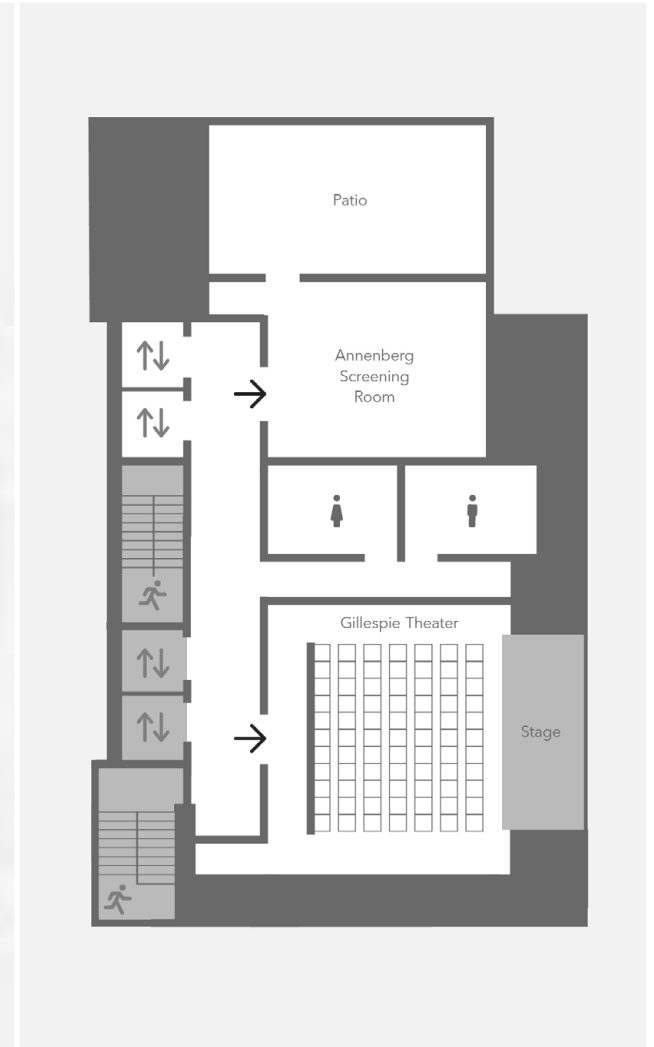 Patio
Annenberg
Screening
Room
Gillespie Theater
Stage